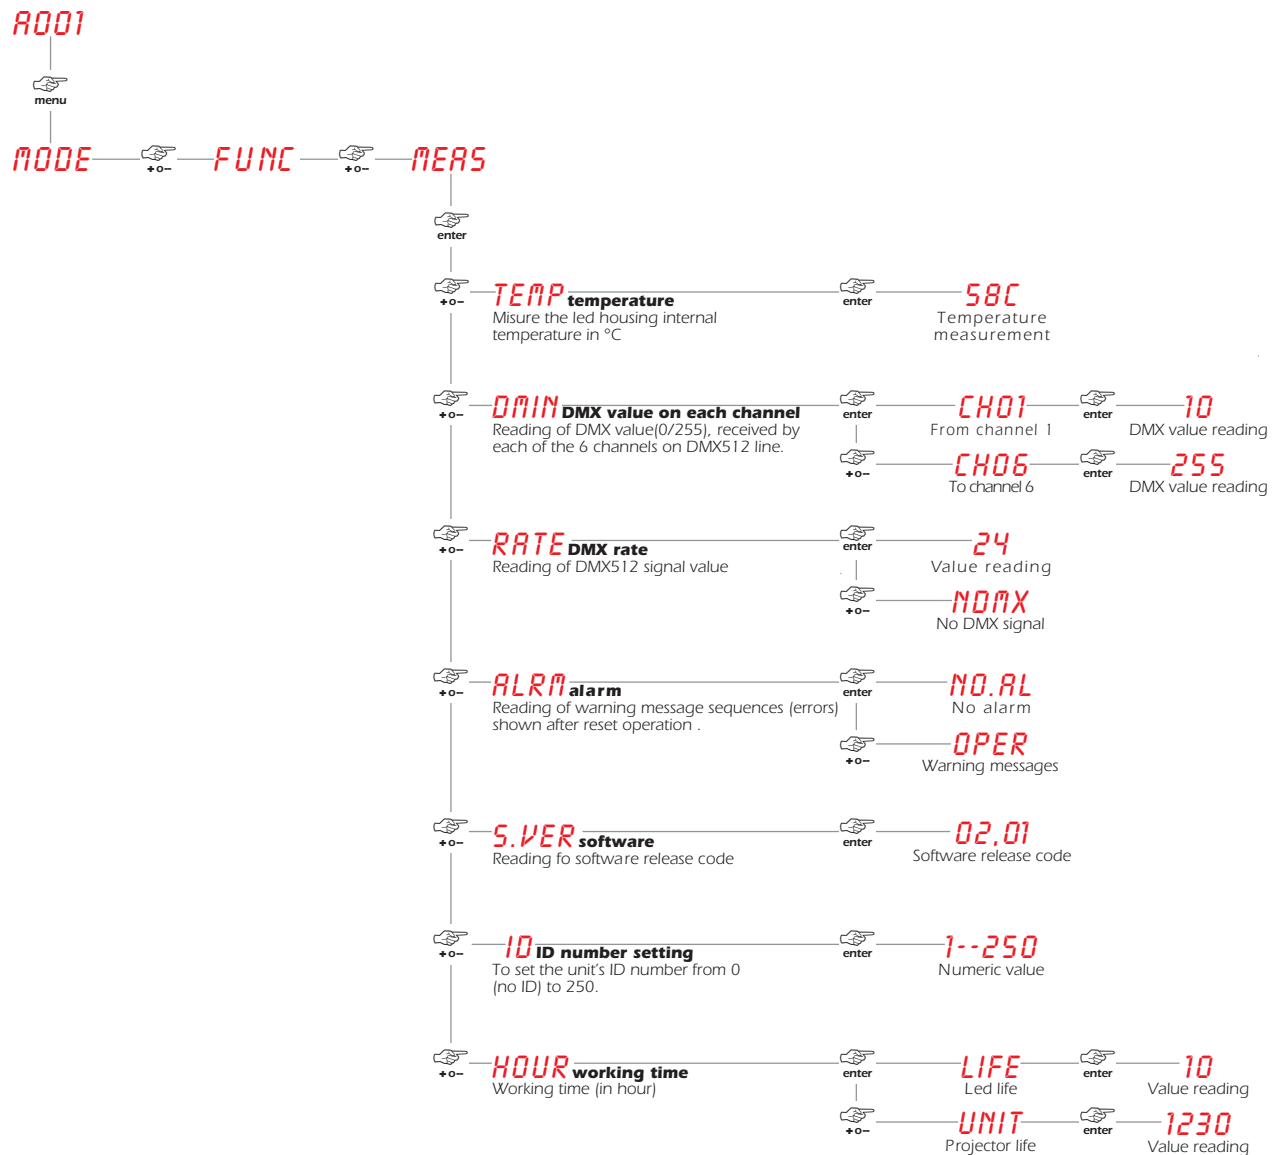 A001
menu
MODE + o – FUNC + o – MEAS
enter
+ o – TEMP temperature enter 58C
Misure the led housing internal
temperature in °C
Temperature
measurement
+ o – DMIN DMX value on each channel enter CH01 enter 10
Reading of DMX value(0/255), received by
each of the 6 channels on DMX512 line.
From channel 1 DMX value reading
+ o – CH06 enter 255
To channel 6 DMX value reading
+ o – RATE DMX rate enter 24
Reading of DMX512 signal value
Value reading
+ o – NDMX
No DMX signal
+ o – ALRM alarm enter NO.AL
Reading of warning message sequences (errors)
shown after reset operation .
No alarm
+ o – OPER
Warning messages
+ o – S.VER software enter 02.01
Reading fo software release code
Software release code
+ o – ID ID number setting enter 1--250
To set the unit's ID number from 0
(no ID) to 250.
Numeric value
+ o – HOUR working time enter LIFE enter 10
Working time (in hour)
Led life Value reading
+ o – UNIT enter 1230
Projector life Value reading